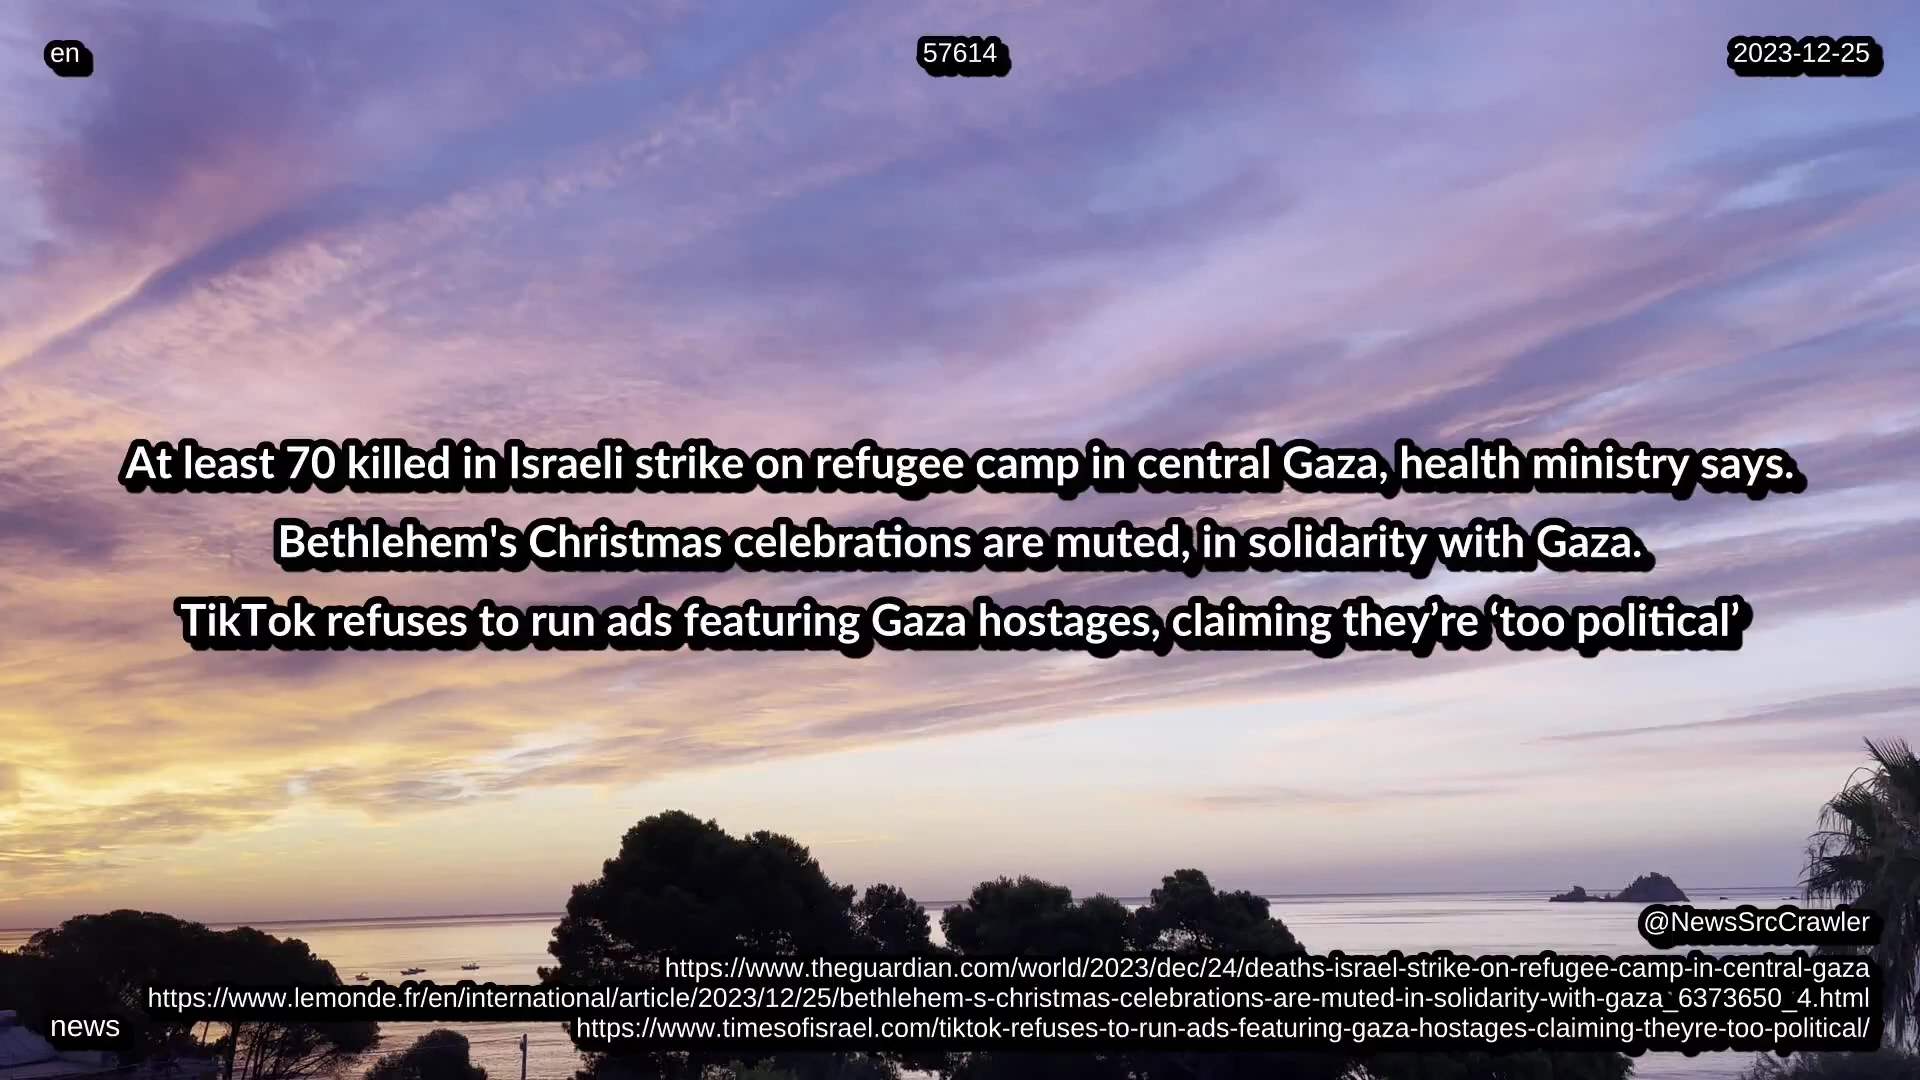 en
57614
2023-12-25
At least 70 killed in Israeli strike on refugee camp in central Gaza, health ministry says.
Bethlehem's Christmas celebrations are muted, in solidarity with Gaza.
TikTok refuses to run ads featuring Gaza hostages, claiming they’re ‘too political’
@NewsSrcCrawler
https://www.theguardian.com/world/2023/dec/24/deaths-israel-strike-on-refugee-camp-in-central-gaza
https://www.lemonde.fr/en/international/article/2023/12/25/bethlehem-s-christmas-celebrations-are-muted-in-solidarity-with-gaza_6373650_4.html
https://www.timesofisrael.com/tiktok-refuses-to-run-ads-featuring-gaza-hostages-claiming-theyre-too-political/
news